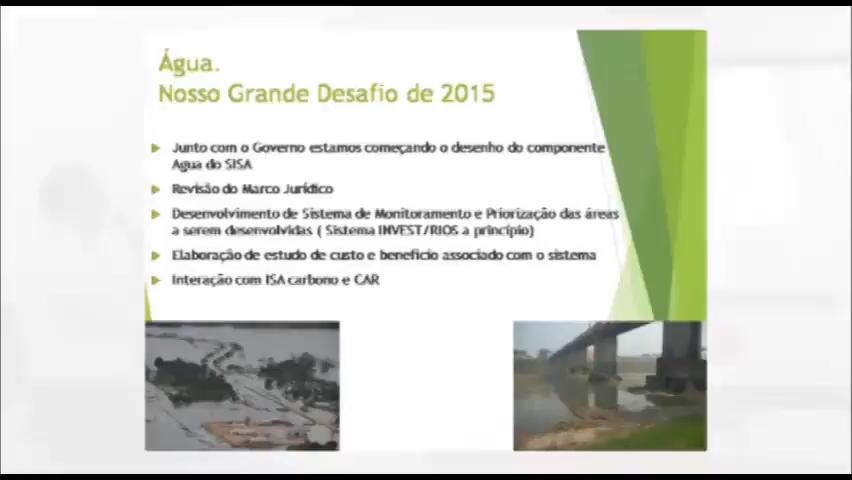 Água.
Nosso Grande Desafio de 2015
Junto com o Governo estamos começando o desenho do componente
Agua do SISA
Revisão do Marco Jurídico
Desenvolvimento de Sistema de Monitoramento e Priorização das áreas
a serem desenvolvidas ( Sistema INVEST/RIOS a princípio)
Elaboração de estudo de custo e beneficio associado com o sistema
Interação com ISA carbono e CAR